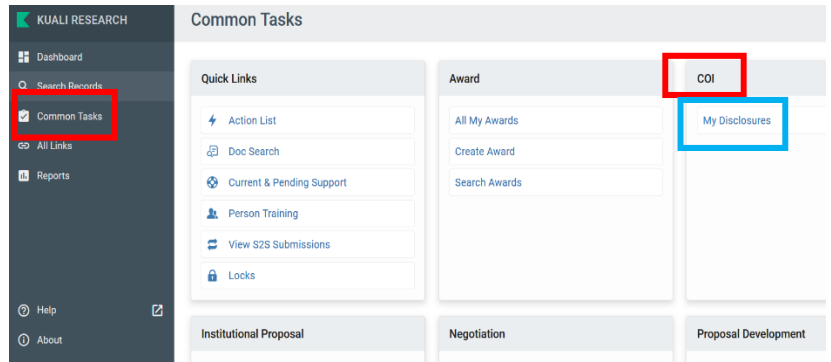 KUALI RESEARCH
Dashboard
Search Records
Common Tasks
All Links
Reports
Help
About
Common Tasks
Quick Links
Action List
Doc Search
Current & Pending Support
Person Training
View S2S Submissions
Locks
Award
All My Awards
Create Award
Search Awards
COI
My Disclosures
Institutional Proposal
Negotiation
Proposal Development